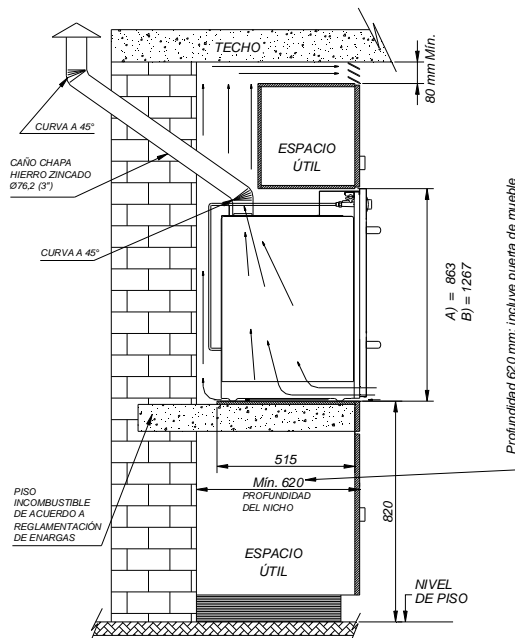 TECHO
80 mm Mín.
CURVA A 45°
CAÑO CHAPA
HIERRO ZINCADO
Ø76,2 (3")
CURVA A 45°
ESPACIO
ÚTIL
A) = 863
B) = 1267
Profundidad 620 mm: incluye puerta de mueble
515
Mín. 620
PROFUNDIDAD
DEL NICHO
820
PISO
INCOMBUSTIBLE
DE ACUERDO A
REGLAMENTACIÓN
DE ENARGAS
ESPACIO
ÚTIL
NIVEL
DE PISO